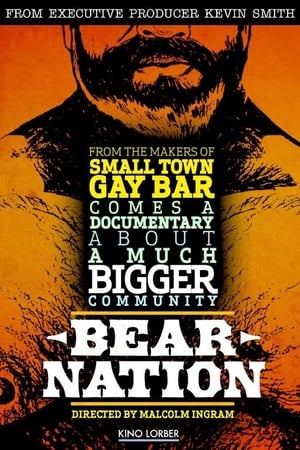 FROM EXECUTIVE PRODUCER KEVIN SMITH
FROM THE MAKERS OF
SMALL TOWN
GAY BAR
COMES A
DOCUMENTARY
ABOUT
A MUCH
BIGGER
COMMUNITY
BEAR
NATION
DIRECTED BY MALCOLM INGRAM
KINO LORBER